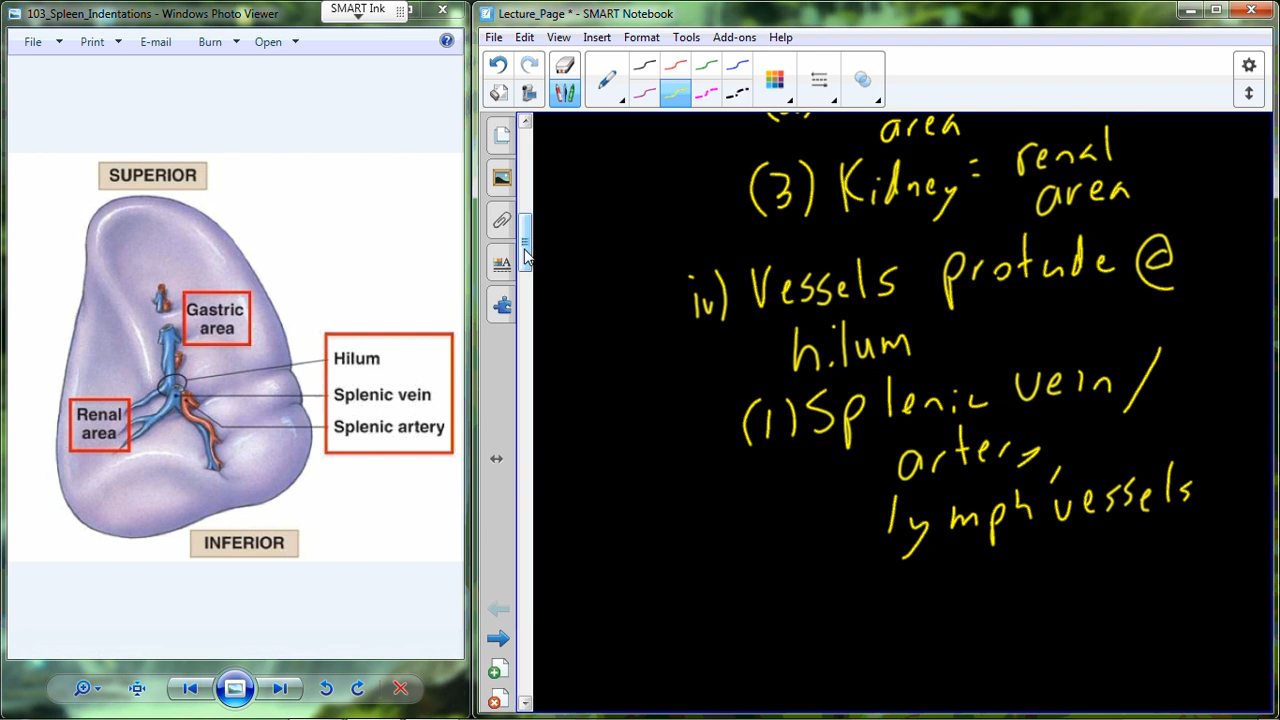 103_Spleen_Indentations - Windows Photo Viewer
SMART Ink
File Print E-mail Burn Open
SUPERIOR
Gastric
area
Hilum
Splenic vein
Renal
area
Splenic artery
INFERIOR
Lecture_Page * - SMART Notebook
File Edit View Insert Format Tools Add-ons Help
area
(3) Kidney = renal
area
iv) Vessels protude @
hilum
(1) Splenic vein /
artery,
lymph vessels